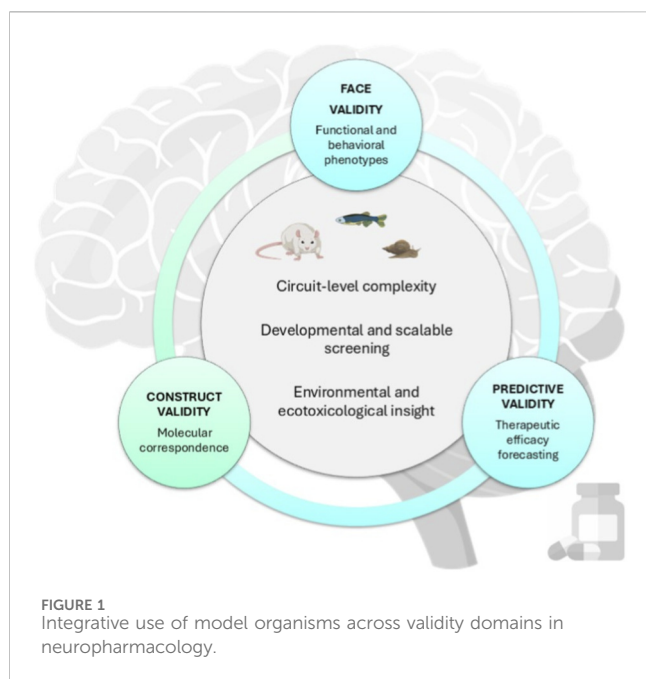 FACE
VALIDITY
Functional and
behavioral
phenotypes
Circuit-level complexity
Developmental and scalable
screening
Environmental and
ecotoxicological insight
CONSTRUCT
VALIDITY
Molecular
correspondence
PREDICTIVE
VALIDITY
Therapeutic
efficacy
forecasting
FIGURE 1
Integrative use of model organisms across validity domains in
neuropharmacology.